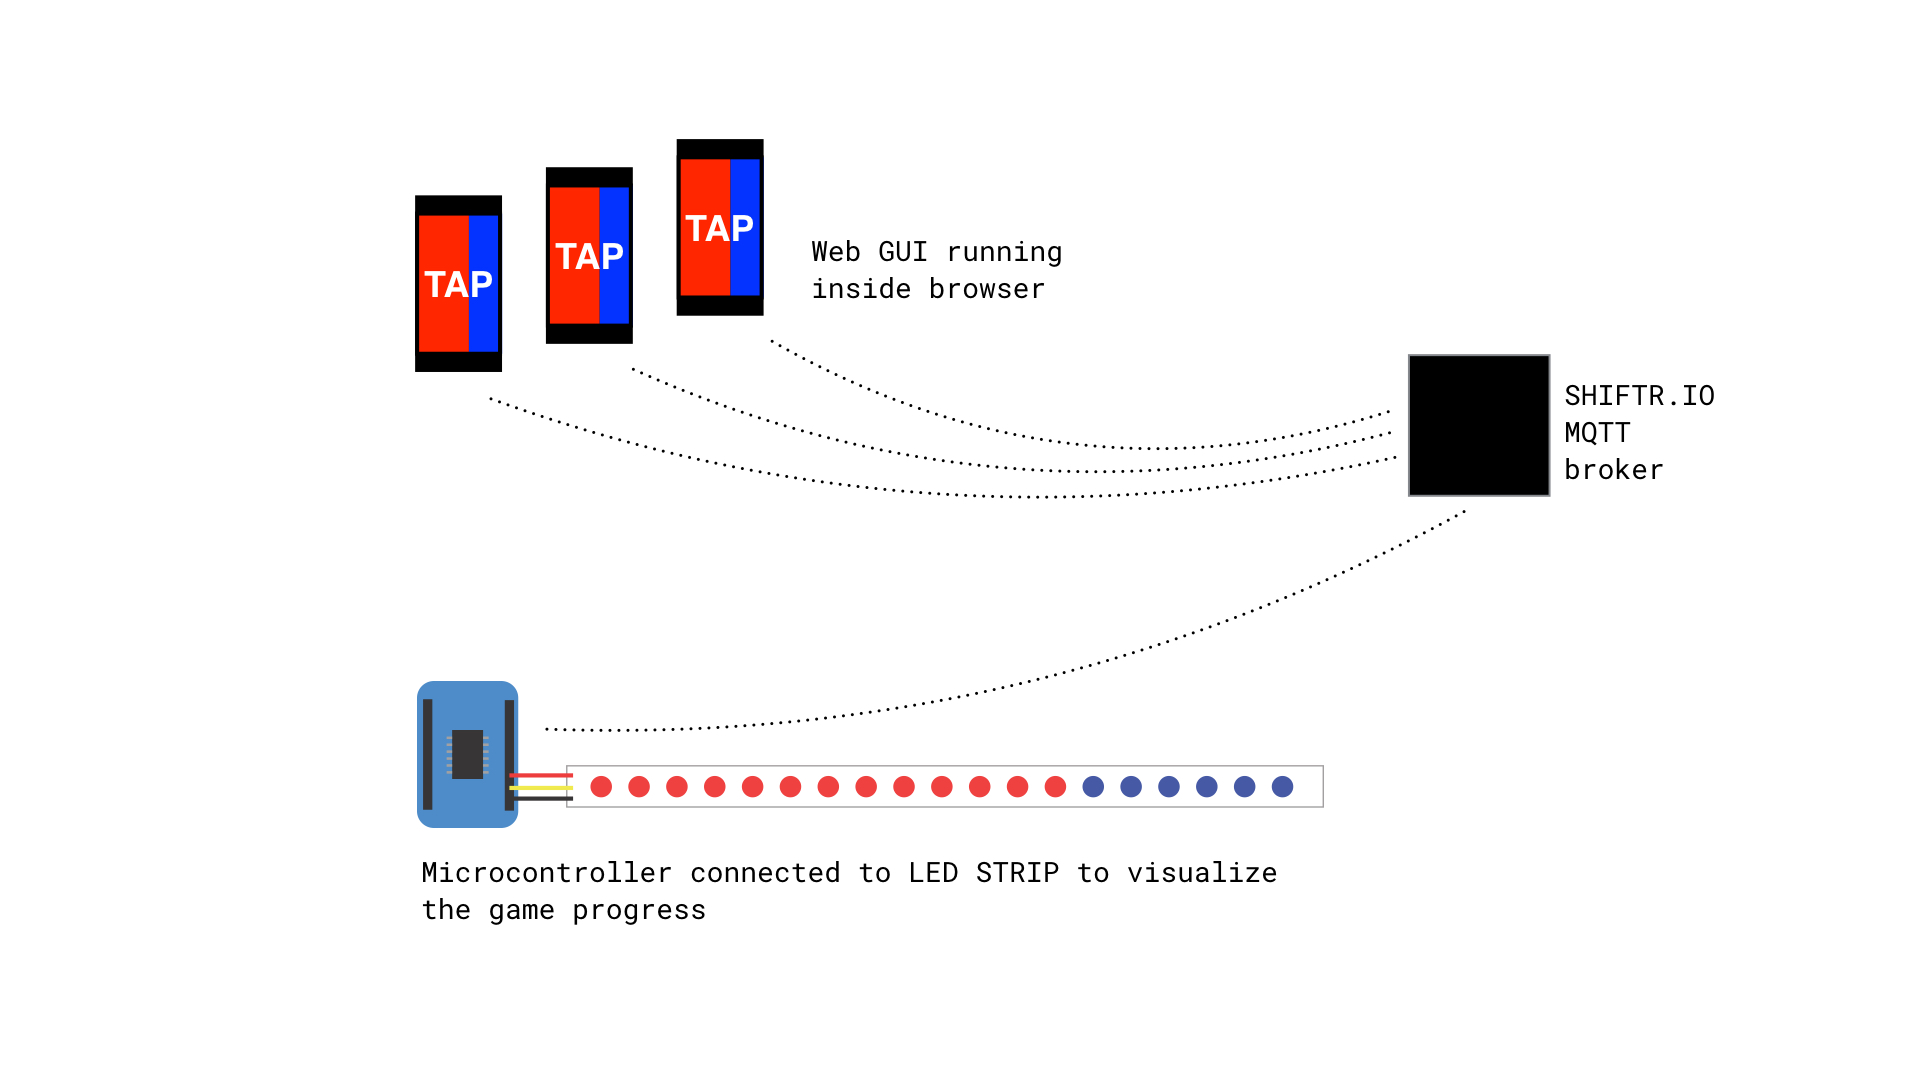 TAP
TAP
TAP
Web GUI running
inside browser
SHIFTR.IO
MQTT
broker
Microcontroller connected to LED STRIP to visualize
the game progress